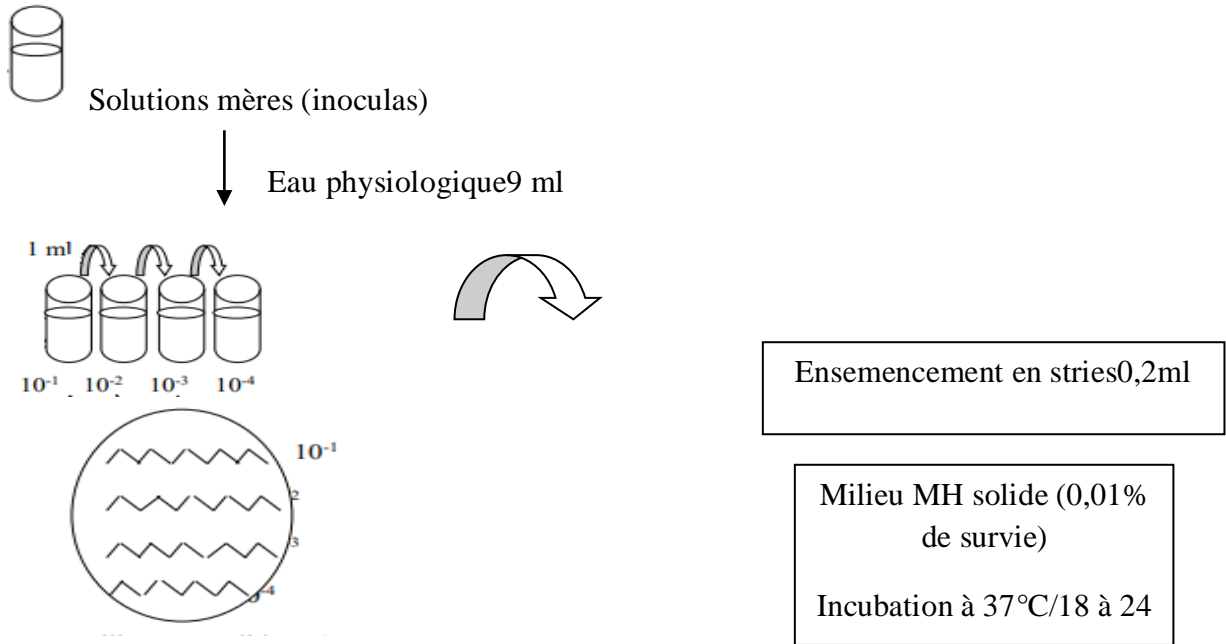 Solutions mères (inoculas)
Eau physiologique9 ml
1 ml
10⁻¹ 10⁻² 10⁻³ 10⁻⁴
Ensemencement en stries0,2ml
10⁻¹
2
3
-4
Milieu MH solide (0,01%
de survie)
Incubation à 37°C/18 à 24